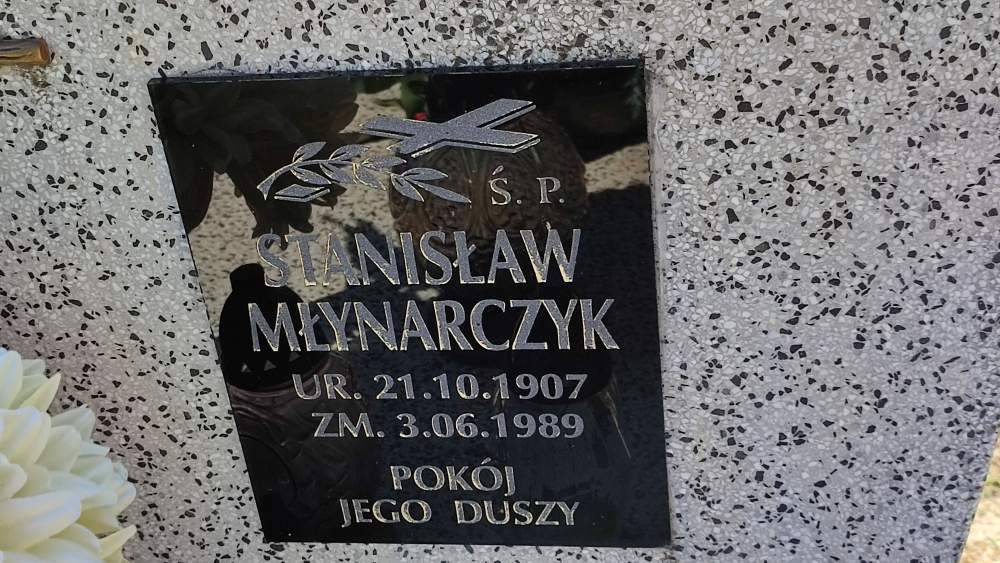 Ś. P.
STANISŁAW
MŁYNARCZYK
UR. 21.10.1907
ZM. 3.06.1989
POKÓJ
JEGO DUSZY